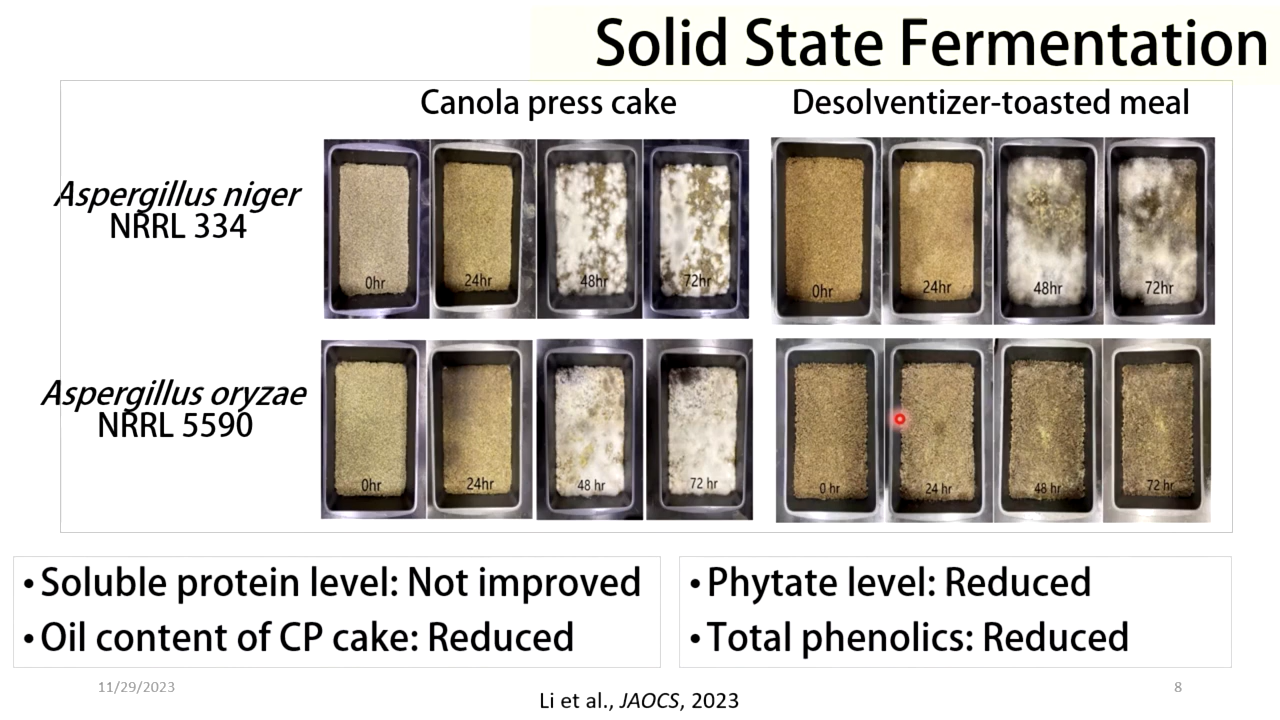 Solid State Fermentation
Canola press cake
Desolventizer-toasted meal
Aspergillus niger
NRRL 334
0hr
24hr
48hr
72hr
0hr
24hr
48hr
72hr
Aspergillus oryzae
NRRL 5590
0hr
24hr
48 hr
72 hr
0 hr
24 hr
48 hr
72 hr
• Soluble protein level: Not improved
• Oil content of CP cake: Reduced
• Phytate level: Reduced
• Total phenolics: Reduced
11/29/2023
Li et al., JAOCS, 2023
8